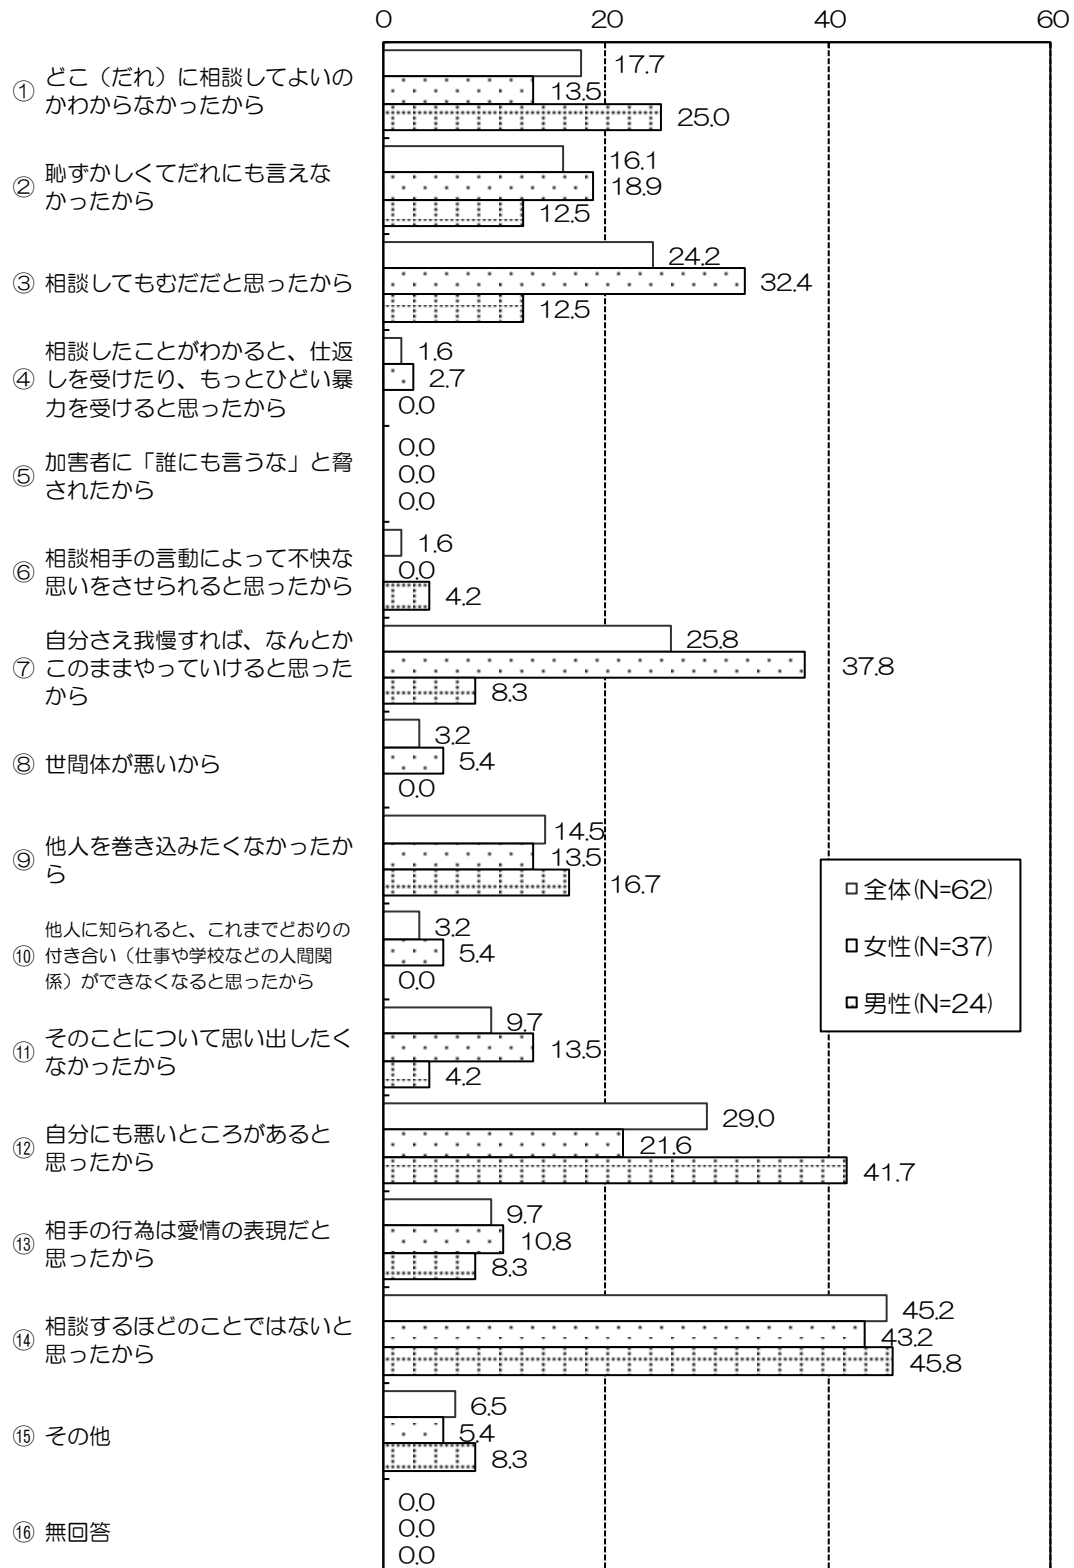 0 20 40 60
① どこ（だれ）に相談してよいの
かわからなかったから
17.7
13.5
25.0
② 恥ずかしくてだれにも言えな
かったから
16.1
18.9
12.5
③ 相談してもむだだと思ったから
24.2
32.4
12.5
④ 相談したことがわかると、仕返
しを受けたり、もっとひどい暴
力を受けると思ったから
1.6
2.7
0.0
⑤ 加害者に「誰にも言うな」と脅
されたから
0.0
0.0
0.0
⑥ 相談相手の言動によって不快な
思いをさせられると思ったから
1.6
0.0
4.2
⑦ 自分さえ我慢すれば、なんとか
このままやっていけると思った
から
25.8
37.8
8.3
⑧ 世間体が悪いから
3.2
5.4
0.0
⑨ 他人を巻き込みたくなかったか
ら
14.5
13.5
16.7
⑩ 他人に知られると、これまでどおりの
付き合い（仕事や学校などの人間関
係）ができなくなると思ったから
3.2
5.4
0.0
⑪ そのことについて思い出したく
なかったから
9.7
13.5
4.2
⑫ 自分にも悪いところがあると
思ったから
29.0
21.6
41.7
⑬ 相手の行為は愛情の表現だと
思ったから
9.7
10.8
8.3
⑭ 相談するほどのことではないと
思ったから
45.2
43.2
45.8
⑮ その他
6.5
5.4
8.3
⑯ 無回答
0.0
0.0
0.0
全体(N=62)
女性(N=37)
男性(N=24)